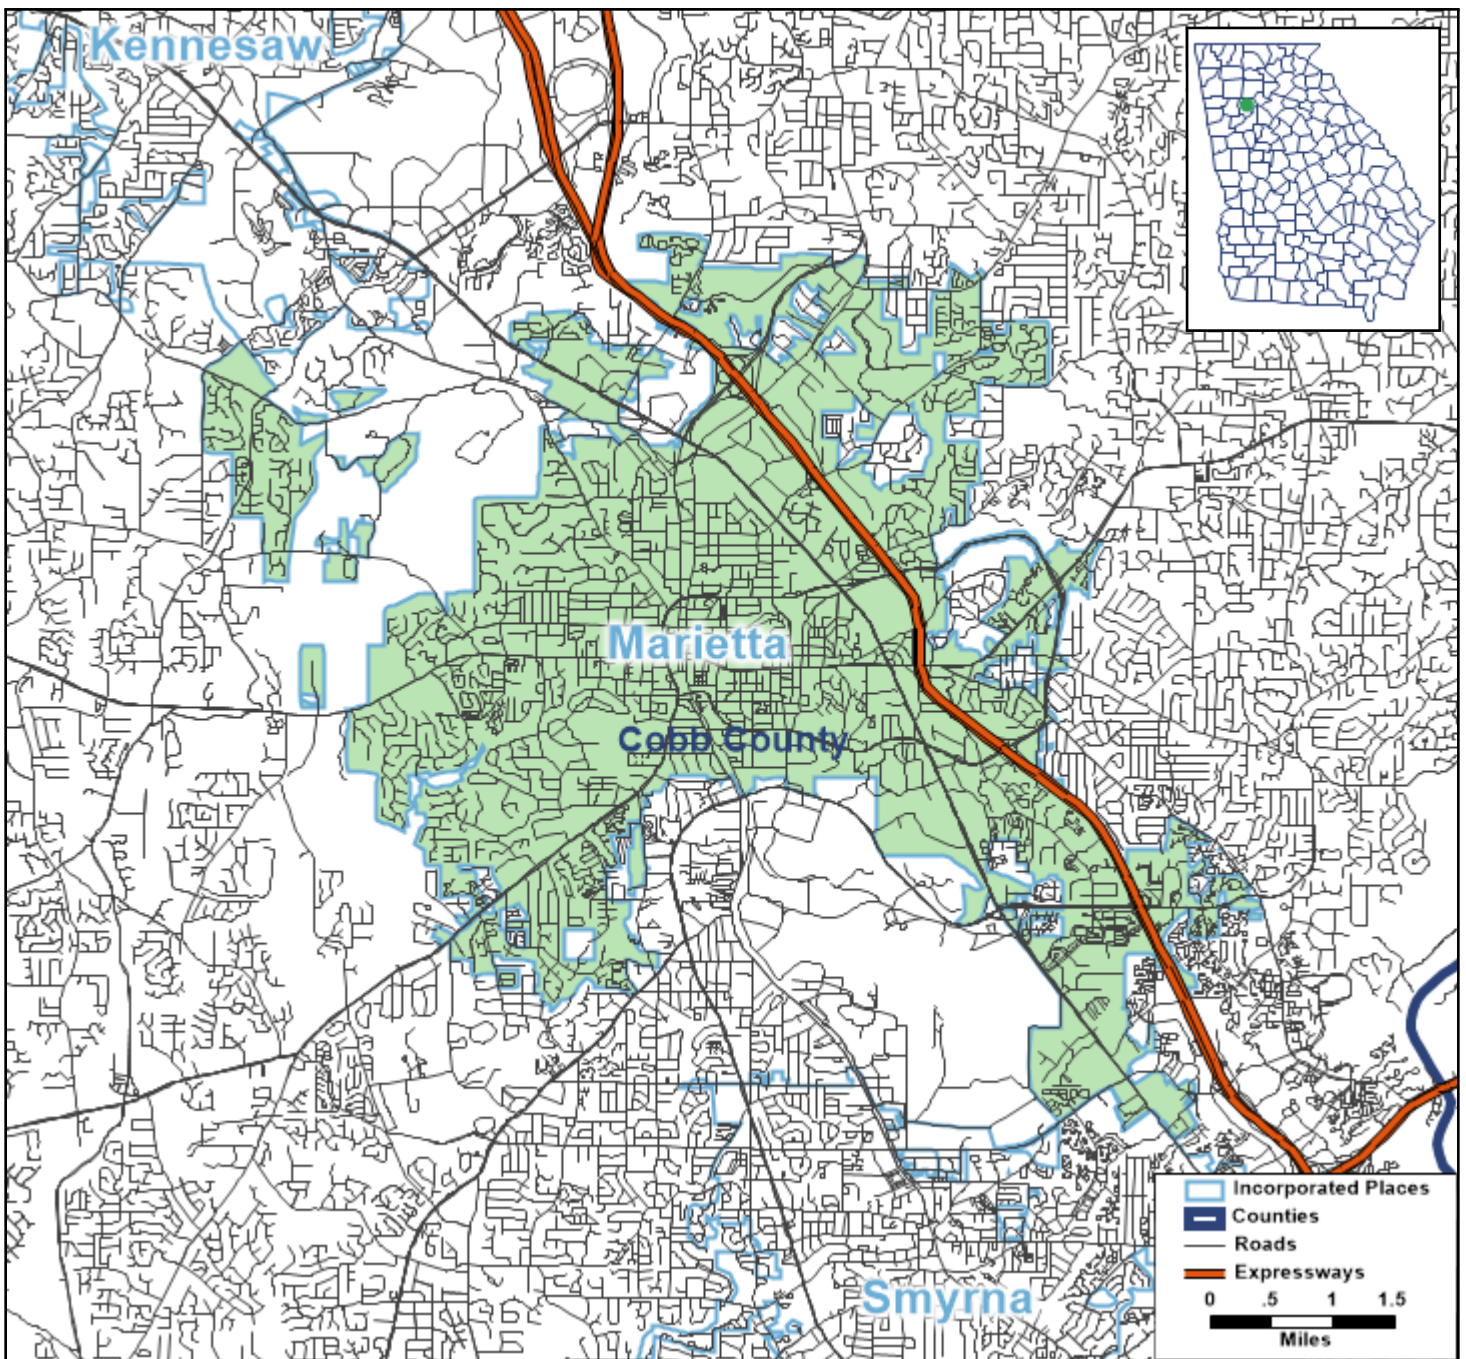 Kennesaw
Marietta
Cobb County
Smyrna
Incorporated Places
Counties
Roads
Expressways
0 .5 1 1.5
Miles